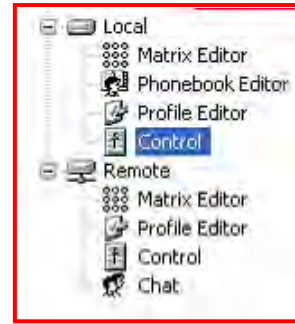 Local
Matrix Editor
Phonebook Editor
Profile Editor
Control
Remote
Matrix Editor
Profile Editor
Control
Chat